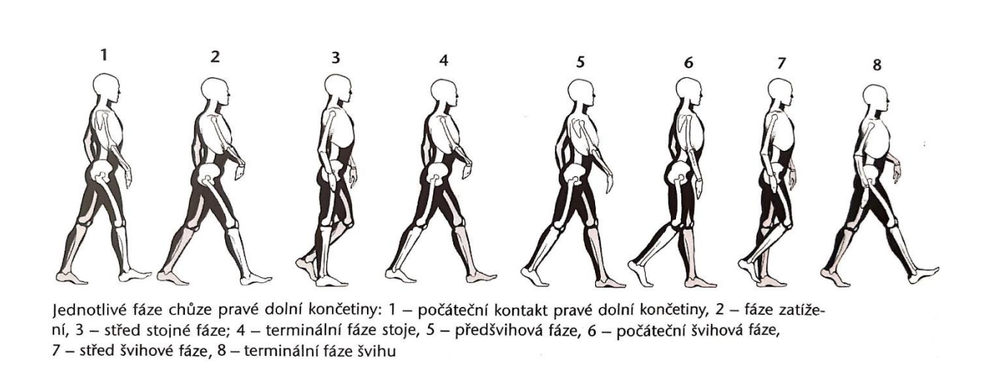 1 2 3 4 5 6 7 8
Jednotlivé fáze chůze pravé dolní končetiny: 1 – počáteční kontakt pravé dolní končetiny, 2 – fáze zatíže-
ní, 3 – střed stojné fáze; 4 – terminální fáze stoje, 5 – předšvihová fáze, 6 – počáteční švihová fáze,
7 – střed švihové fáze, 8 – terminální fáze švihu